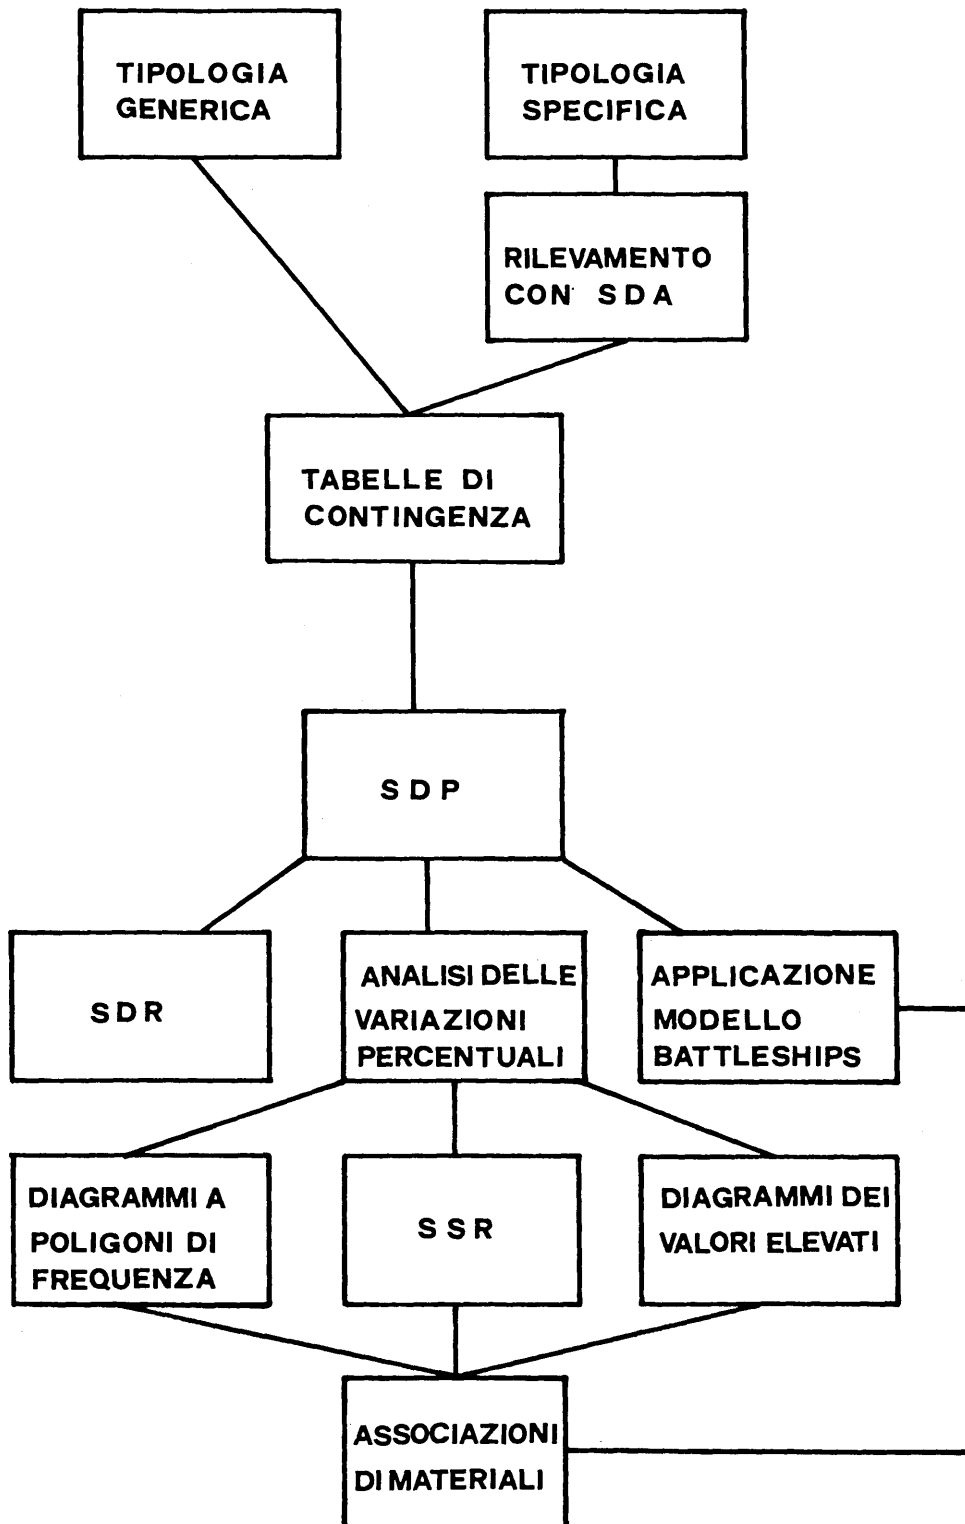 TIPOLOGIA
GENERICA
TIPOLOGIA
SPECIFICA
RILEVAMENTO
CON SDA
TABELLE DI
CONTINGENZA
SDP
SDR
ANALISI DELLE
VARIAZIONI
PERCENTUALI
APPLICAZIONE
MODELLO
BATTLESHIPS
DIAGRAMMI A
POLIGONI DI
FREQUENZA
SSR
DIAGRAMMI DEI
VALORI ELEVATI
ASSOCIAZIONI
DI MATERIALI